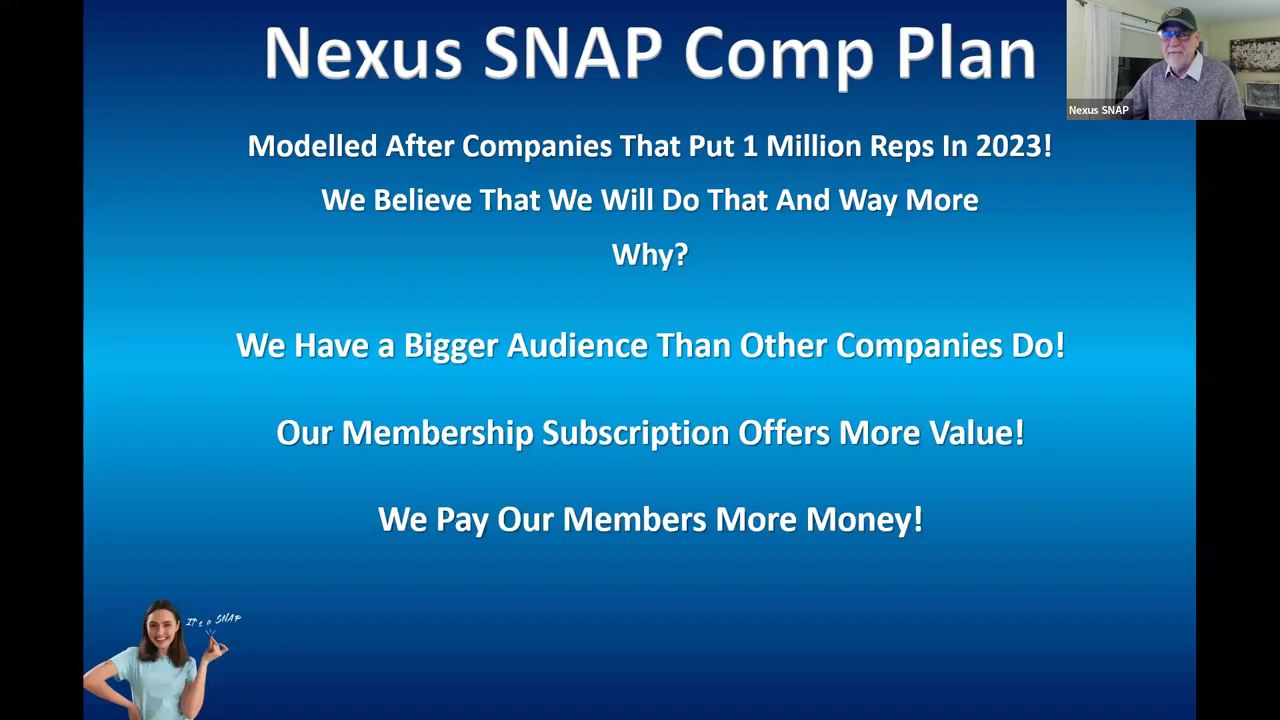 Nexus SNAP Comp Plan
Nexus SNAP
Modelled After Companies That Put 1 Million Reps In 2023!
We Believe That We Will Do That And Way More
Why?
We Have a Bigger Audience Than Other Companies Do!
Our Membership Subscription Offers More Value!
We Pay Our Members More Money!
It's a SNAP